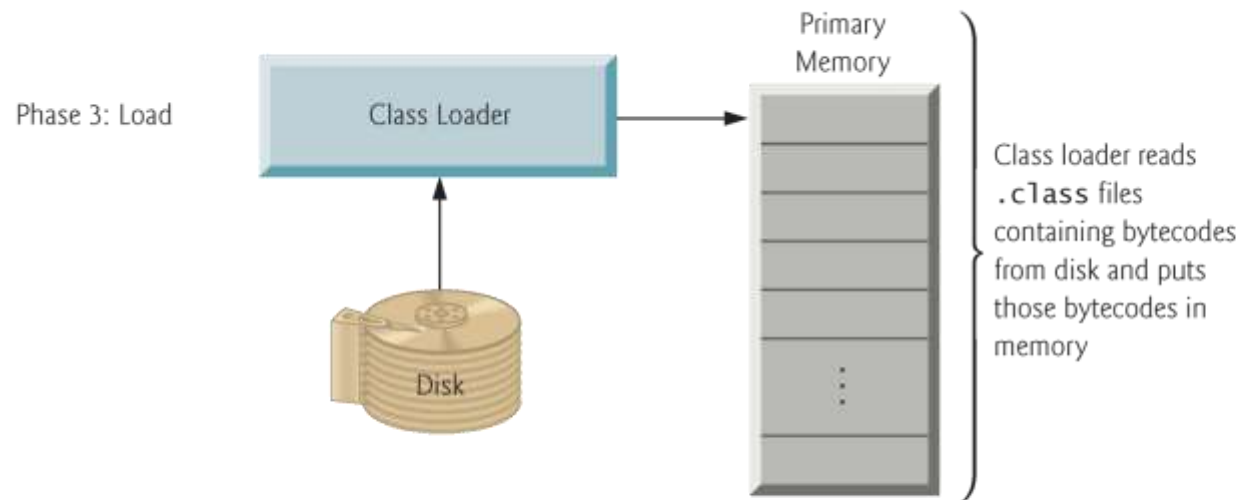 Phase 3: Load
Class Loader
Disk
Primary
Memory
Class loader reads
.class files
containing bytecodes
from disk and puts
those bytecodes in
memory